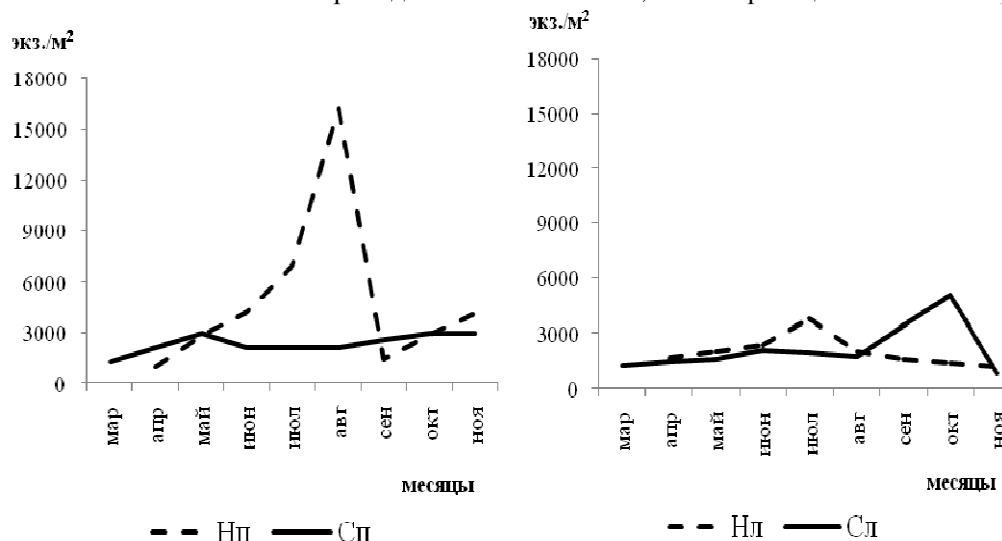 экз./м²
18000
15000
12000
9000
6000
3000
0
мар
апр
май
июн
июл
авг
сен
окт
ноя
месяцы
Нп Сп
экз./м²
18000
15000
12000
9000
6000
3000
0
мар
апр
май
июн
июл
авг
сен
окт
ноя
месяцы
Нл Сл